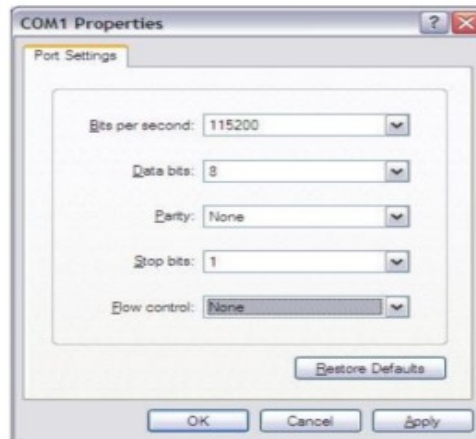 COM1 Properties
Port Settings
Bits per second: 115200
Data bits: 8
Parity: None
Stop bits: 1
Flow control: None
Restore Defaults
OK Cancel Apply